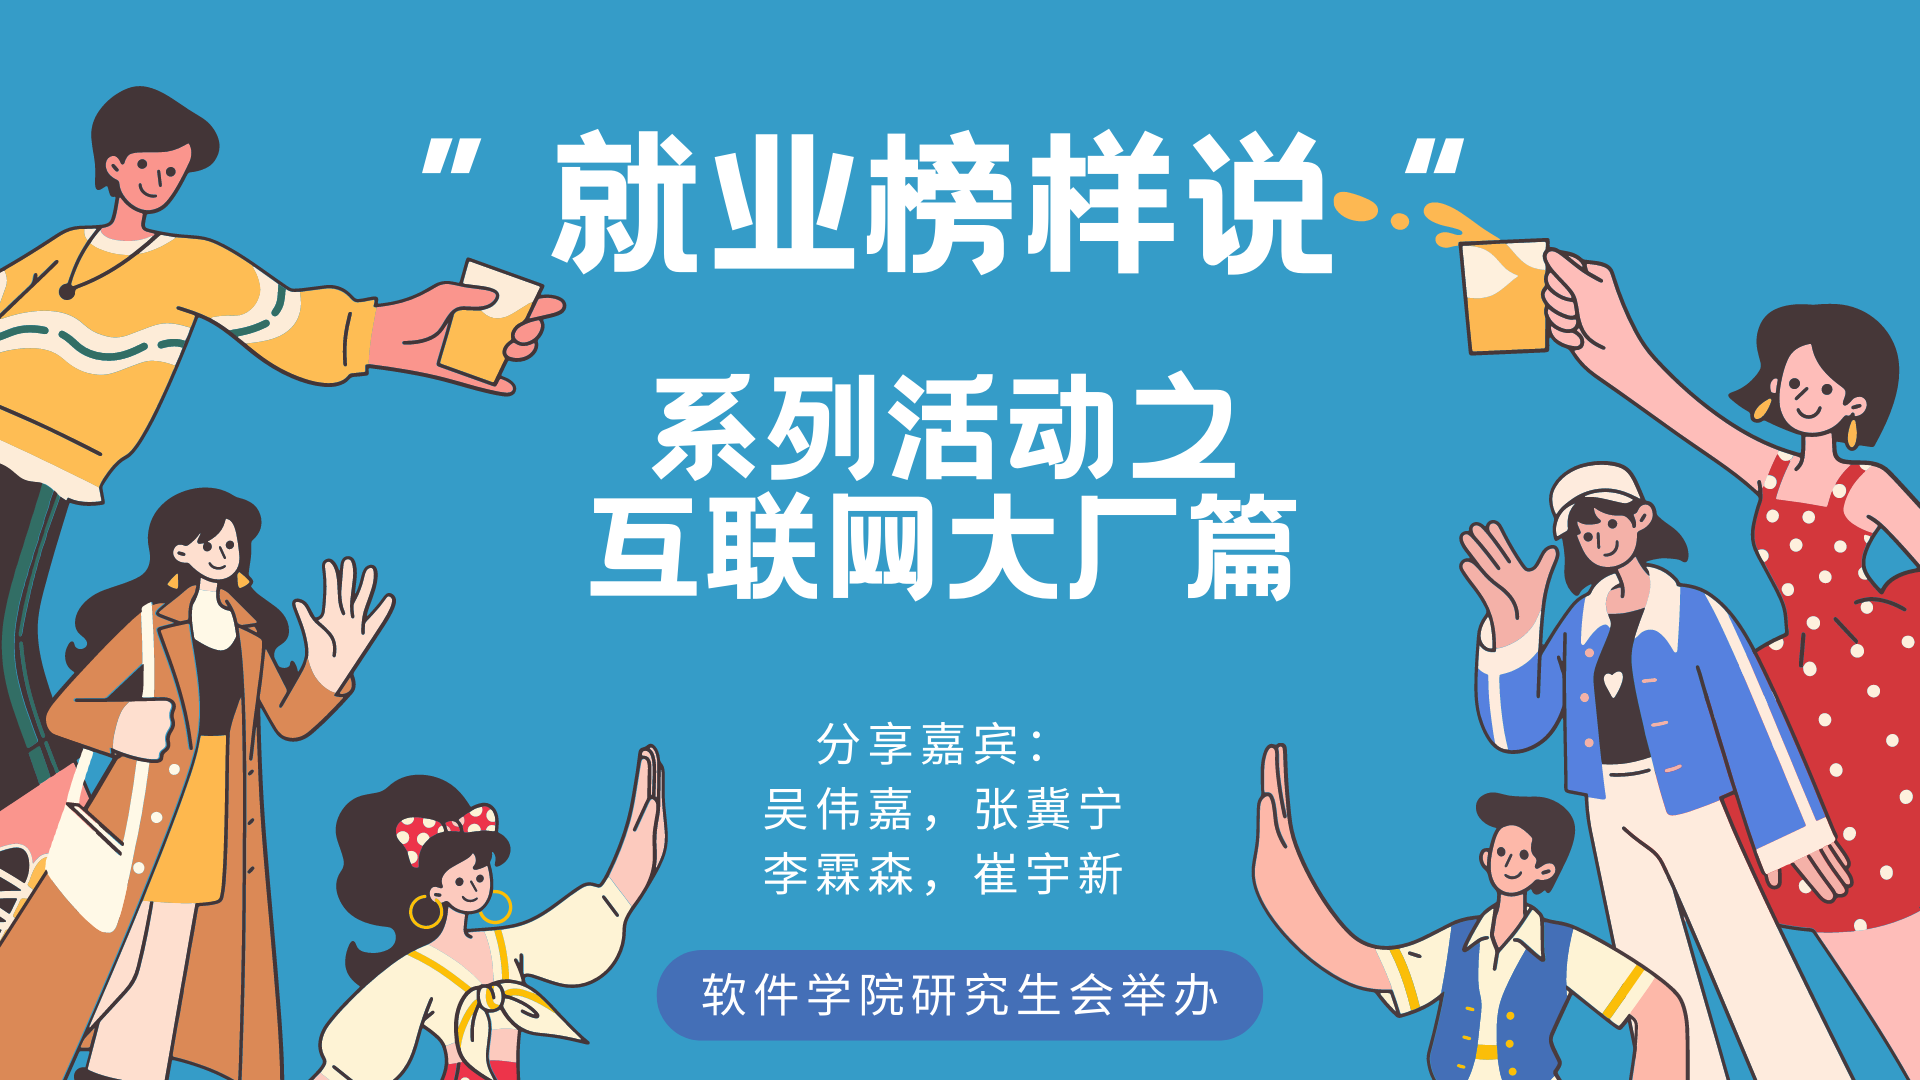 "就业榜样说"
系列活动之
互联网大厂篇
分享嘉宾：
吴伟嘉，张冀宁
李霖森，崔宇新
软件学院研究生会举办